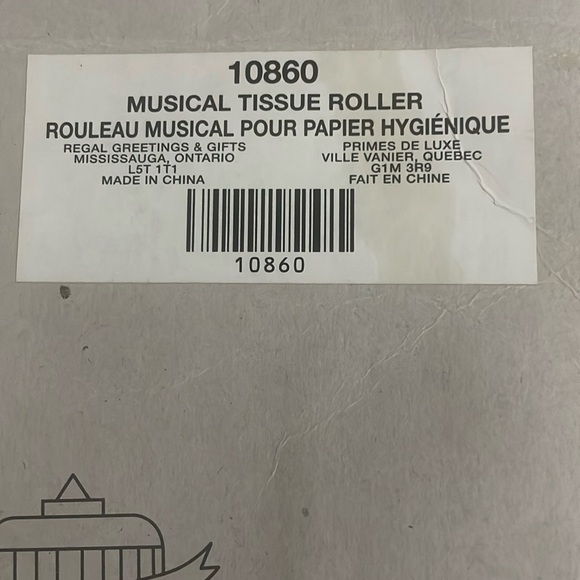 10860
MUSICAL TISSUE ROLLER
ROULEAU MUSICAL POUR PAPIER HYGIÉNIQUE
REGAL GREETINGS & GIFTS
MISSISSAUGA, ONTARIO
L5T 1T1
MADE IN CHINA
PRIMES DE LUXE
VILLE VANIER, QUEBEC
G1M 3R9
FAIT EN CHINE
10860